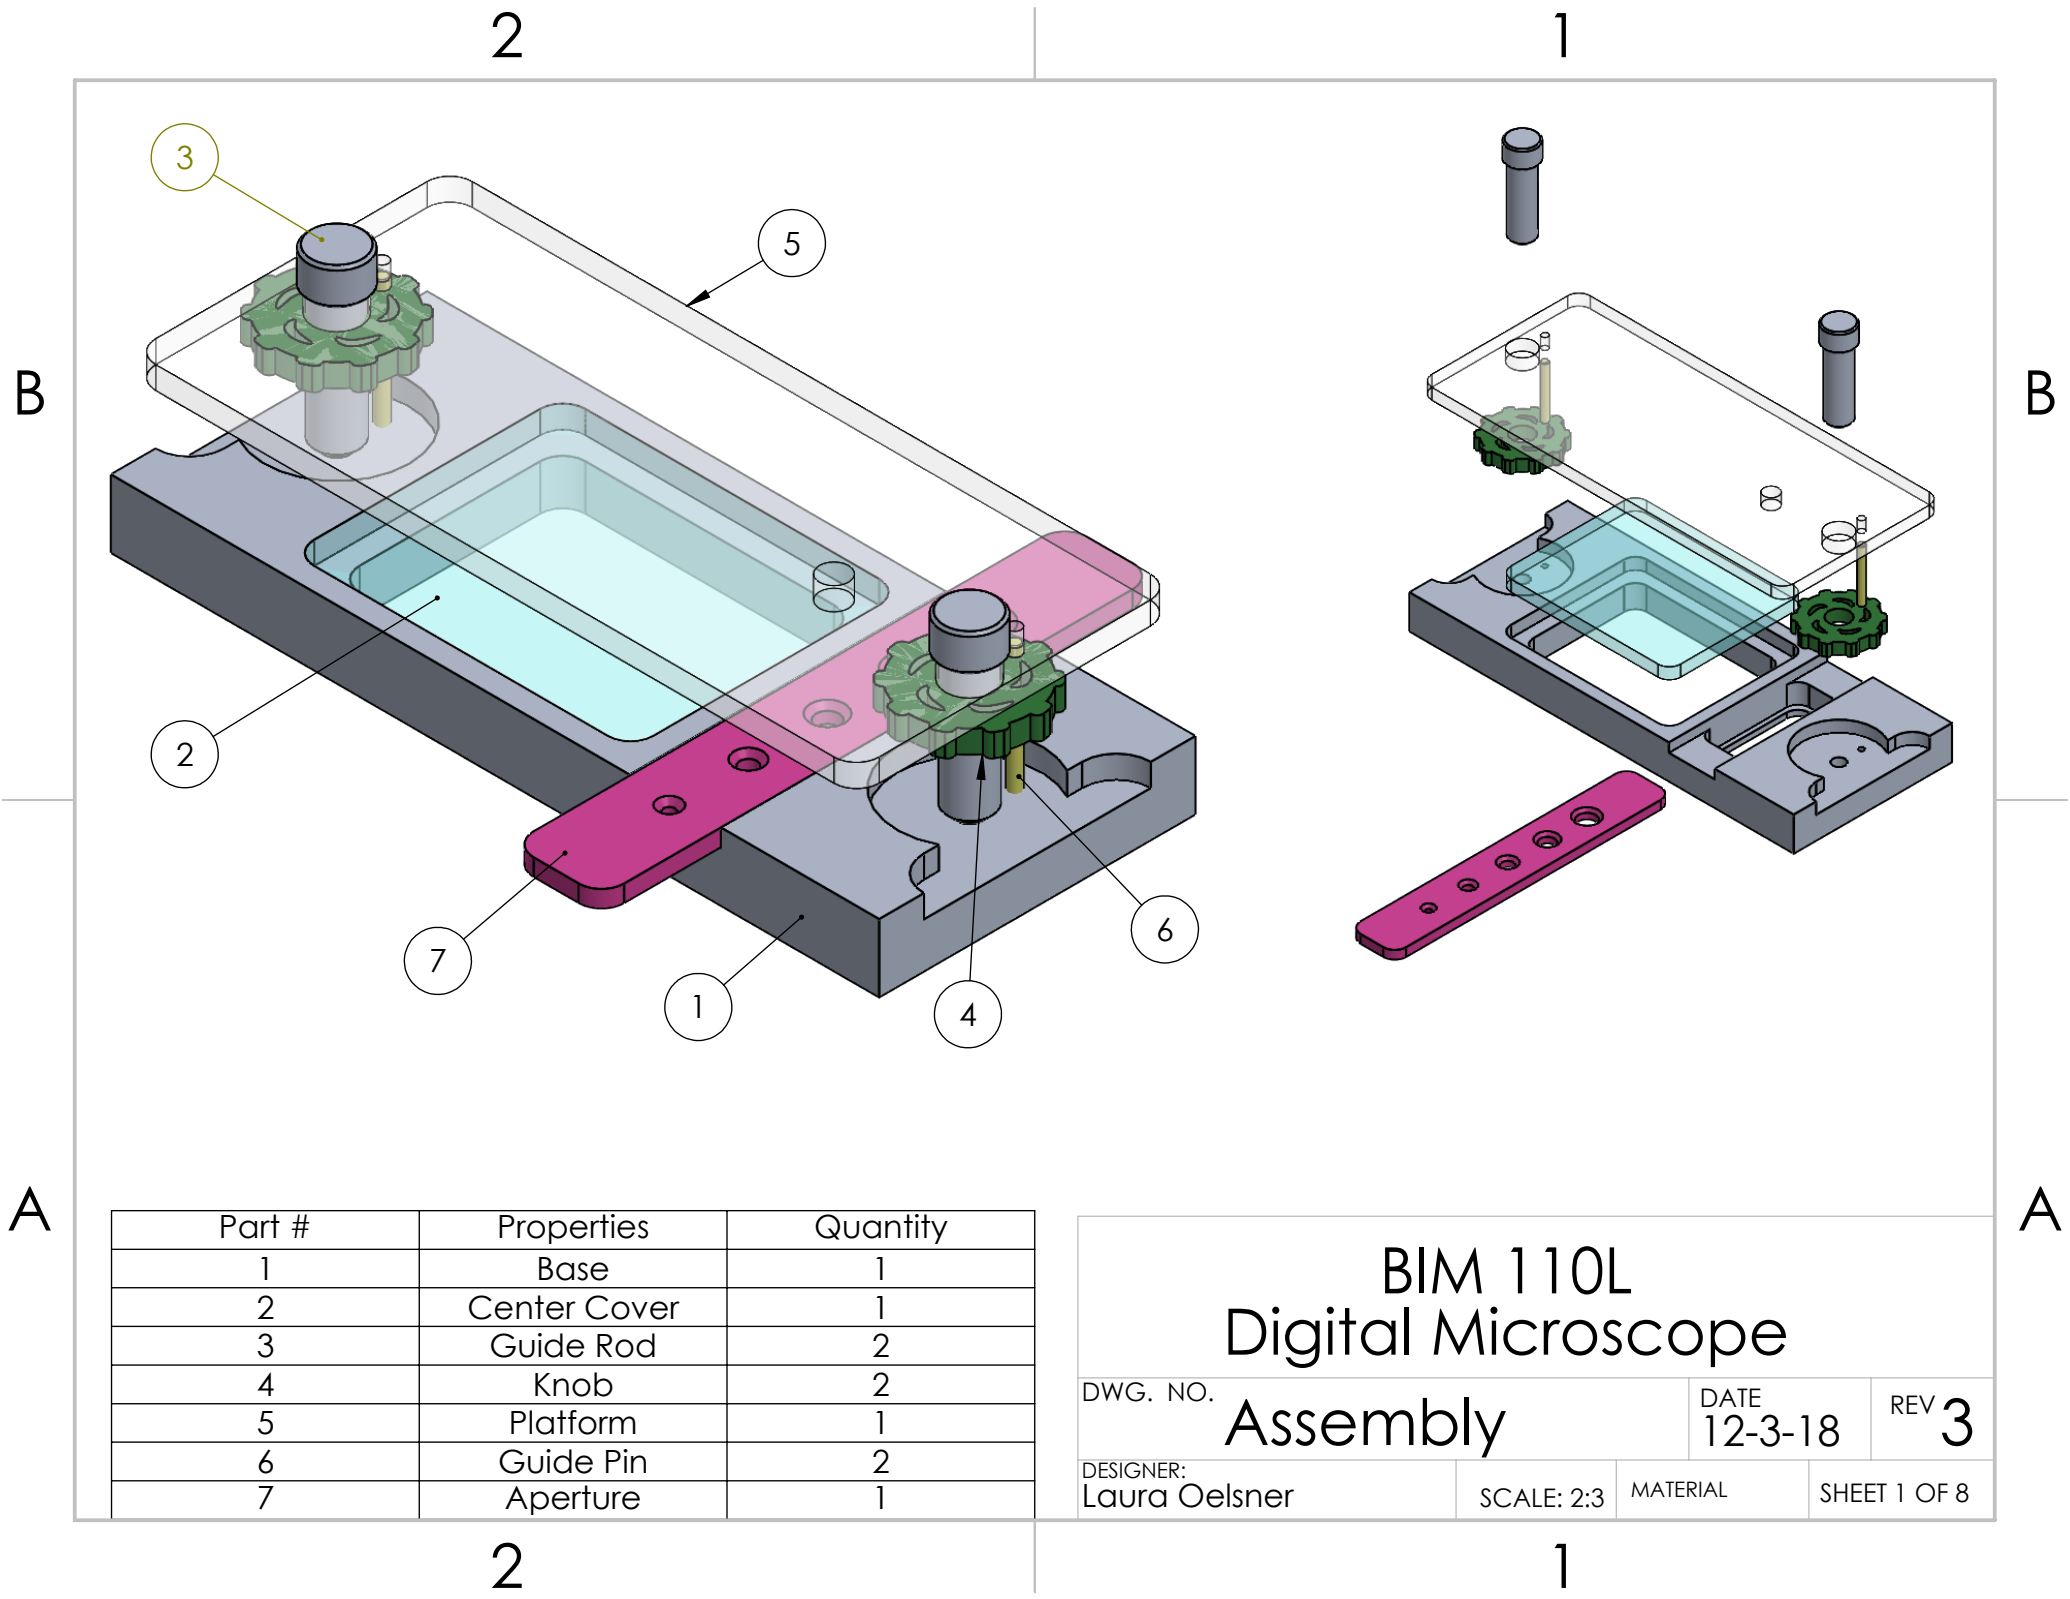 2 1
3
5
B B
2
7
1
4
6
A A
Part # Properties Quantity
1 Base 1
2 Center Cover 1
3 Guide Rod 2
4 Knob 2
5 Platform 1
6 Guide Pin 2
7 Aperture 1
BIM 110L
Digital Microscope
DWG. NO.
Assembly
DATE
12-3-18
REV 3
DESIGNER:
Laura Oelsner
SCALE: 2:3
MATERIAL
SHEET 1 OF 8
2 1